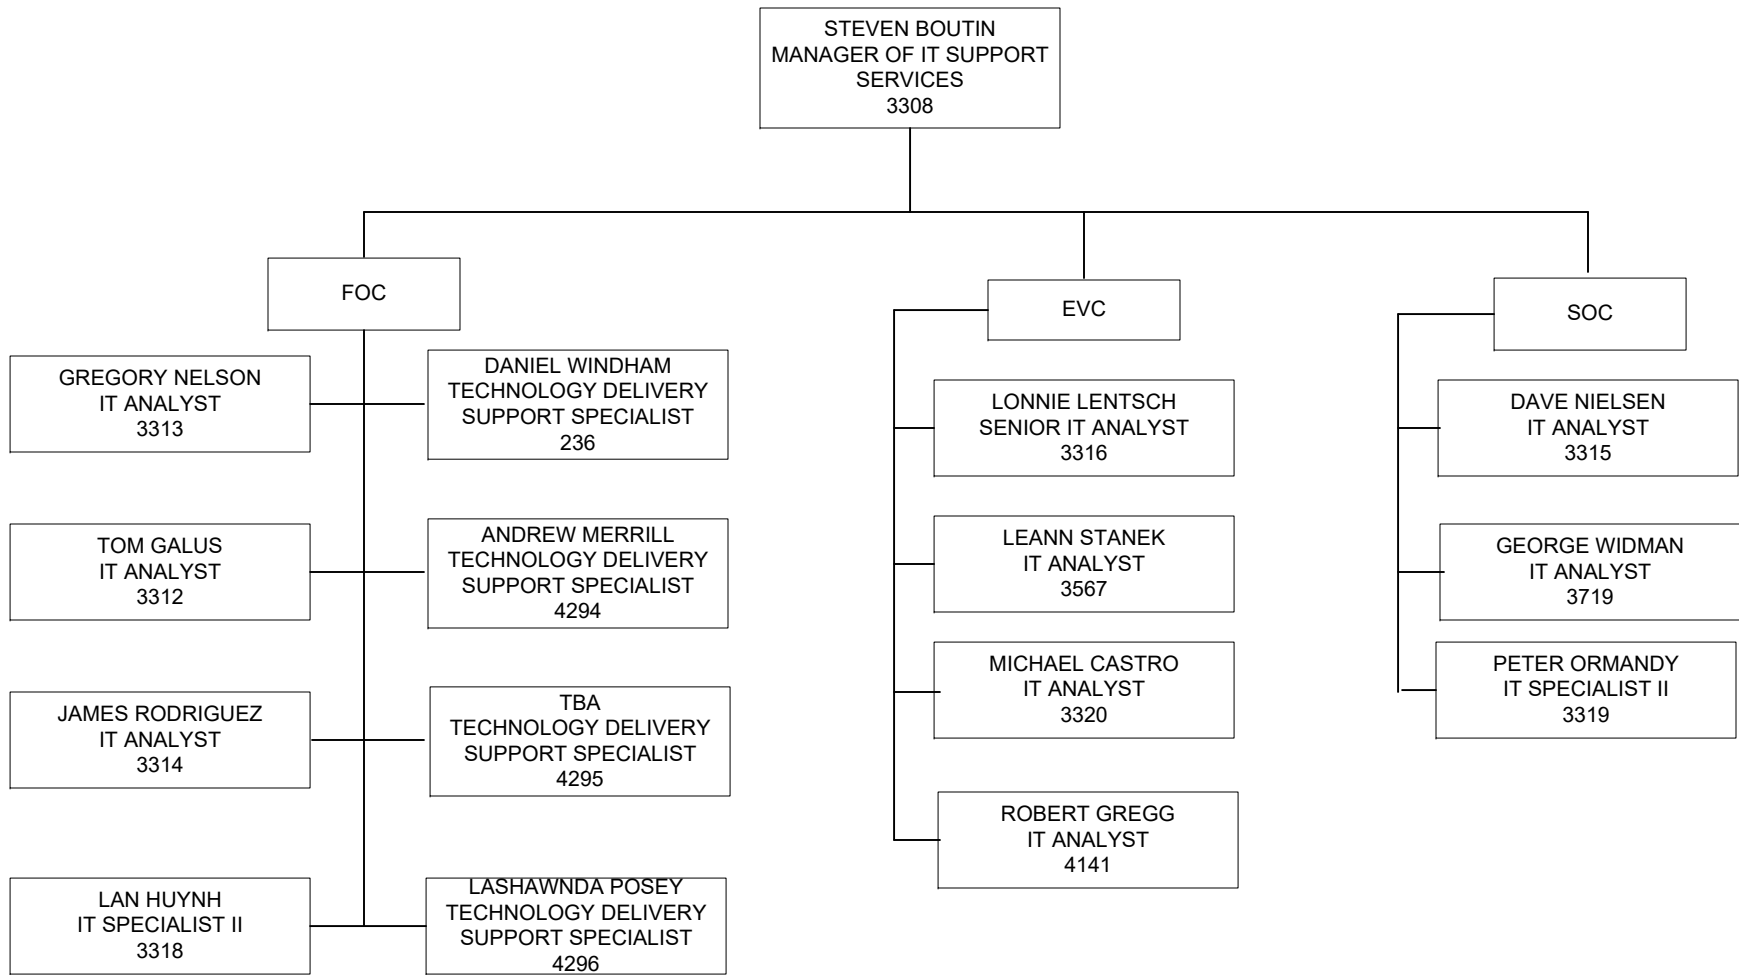 STEVEN BOUTIN
MANAGER OF IT SUPPORT
SERVICES
3308
FOC
GREGORY NELSON
IT ANALYST
3313
DANIEL WINDHAM
TECHNOLOGY DELIVERY
SUPPORT SPECIALIST
236
TOM GALUS
IT ANALYST
3312
ANDREW MERRILL
TECHNOLOGY DELIVERY
SUPPORT SPECIALIST
4294
JAMES RODRIGUEZ
IT ANALYST
3314
TBA
TECHNOLOGY DELIVERY
SUPPORT SPECIALIST
4295
LAN HUYNH
IT SPECIALIST II
3318
LASHAWNDA POSEY
TECHNOLOGY DELIVERY
SUPPORT SPECIALIST
4296
EVC
LONNIE LENTSCH
SENIOR IT ANALYST
3316
LEANN STANEK
IT ANALYST
3567
MICHAEL CASTRO
IT ANALYST
3320
ROBERT GREGG
IT ANALYST
4141
SOC
DAVE NIELSEN
IT ANALYST
3315
GEORGE WIDMAN
IT ANALYST
3719
PETER ORMANDY
IT SPECIALIST II
3319